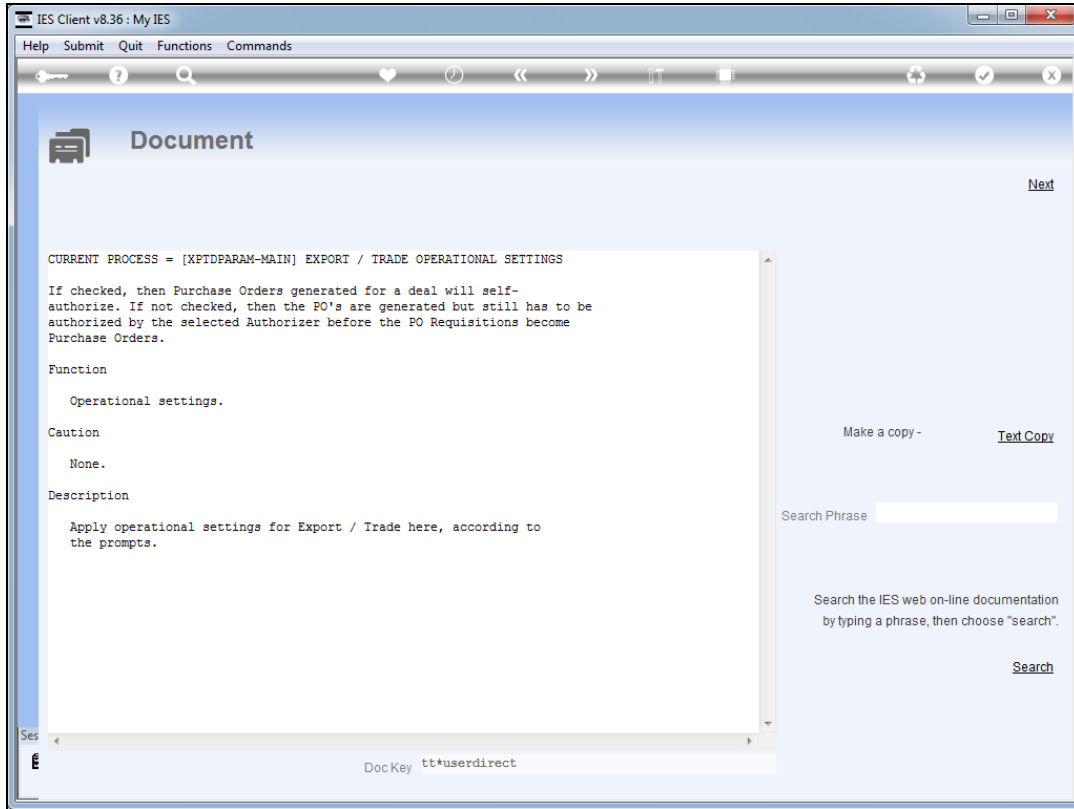 IES Client v8.36 : My IES
Help Submit Quit Functions Commands
Document
Next
CURRENT PROCESS = [XPTDPARAM-MAIN] EXPORT / TRADE OPERATIONAL SETTINGS
If checked, then Purchase Orders generated for a deal will self-
authorize. If not checked, then the PO's are generated but still has to be
authorized by the selected Authorizer before the PO Requisitions become
Purchase Orders.
Function
Operational settings.
Caution
None.
Description
Apply operational settings for Export / Trade here, according to
the prompts.
Make a copy - Text Copy
Search Phrase
Search the IES web on-line documentation
by typing a phrase, then choose "search".
Search
Ses
Doc Key tt*userdirect